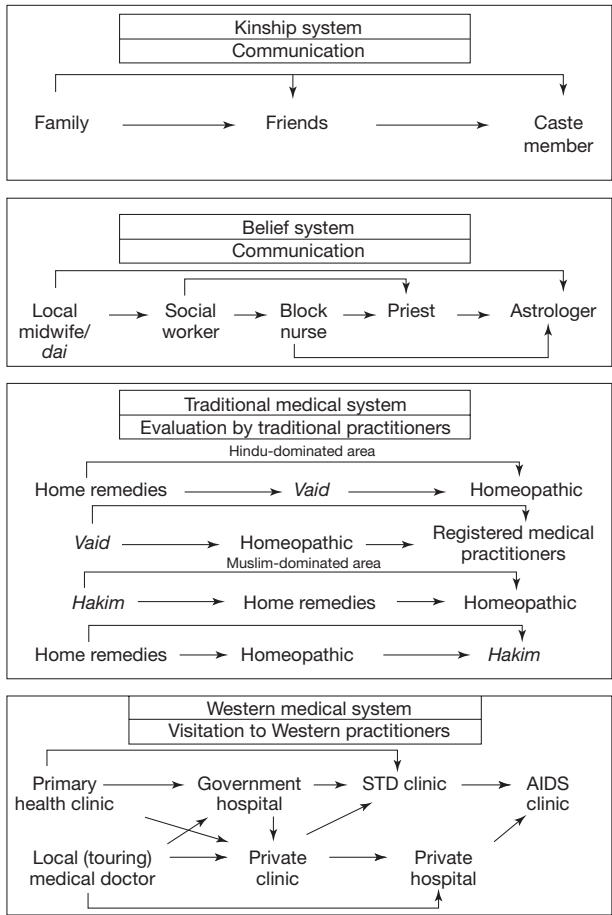 Kinship system
Communication
Family Friends Caste
member
Belief system
Communication
Local Social Block Priest Astrologer
midwife/ worker nurse
dai
Traditional medical system
Evaluation by traditional practitioners
Hindu-dominated area
Home remedies Vaid Homeopathic
Vaid Homeopathic Registered medical
practitioners
Muslim-dominated area
Hakim Home remedies Homeopathic
Home remedies Homeopathic Hakim
Western medical system
Visitation to Western practitioners
Primary Government STD clinic AIDS
health clinic hospital clinic
Local (touring) Private Private
medical doctor clinic hospital